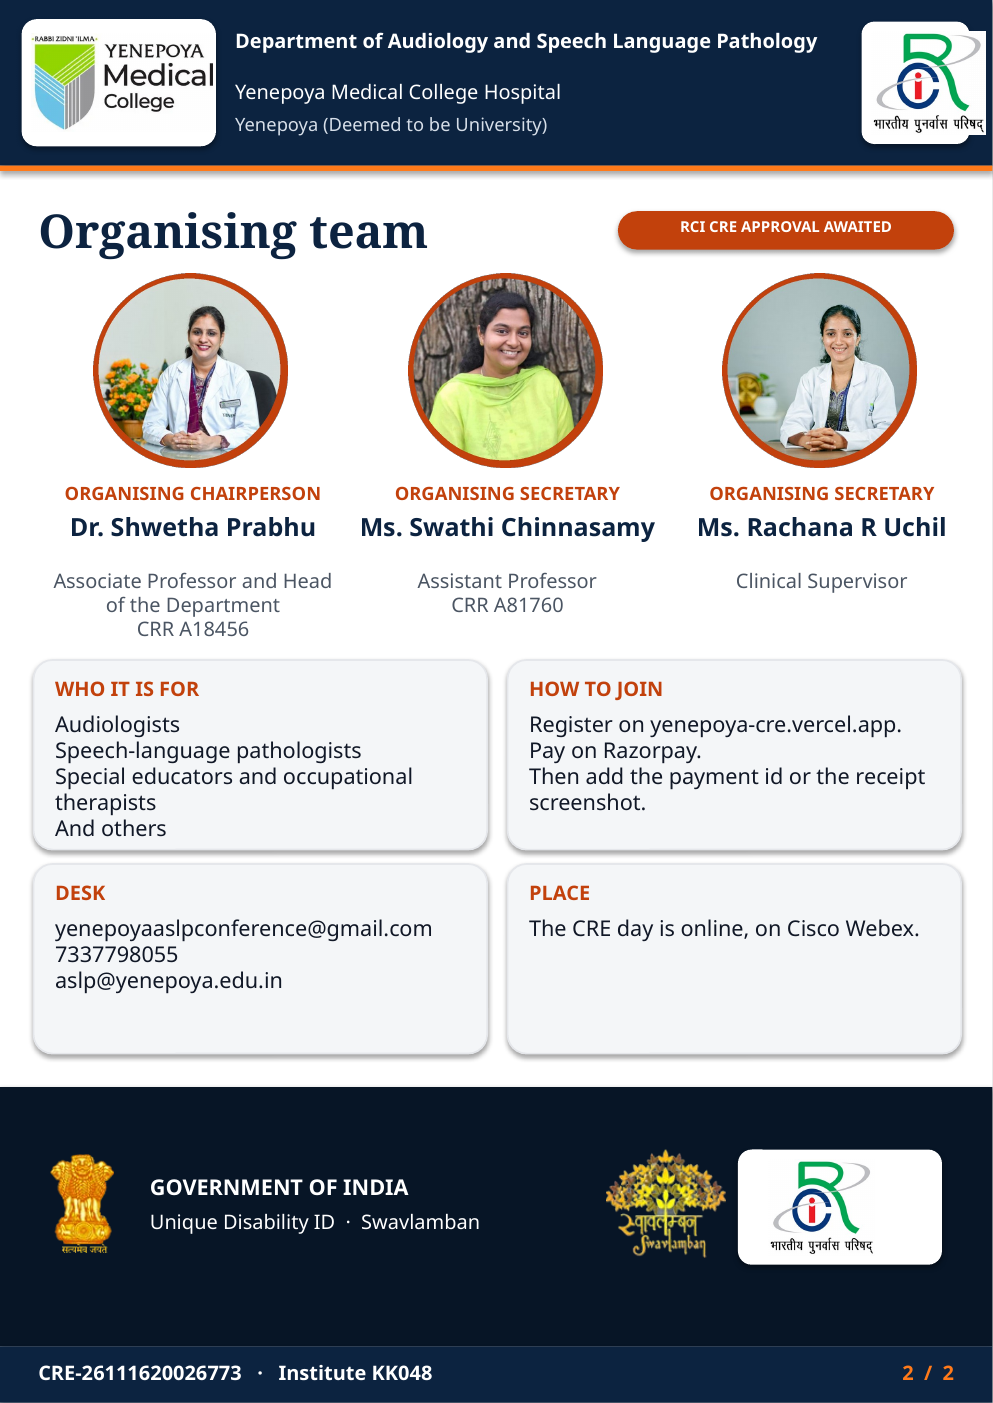 RABBI ZIDNI 'ILMA
YENEPOYA
Medical
College
Department of Audiology and Speech Language Pathology
Yenepoya Medical College Hospital
Yenepoya (Deemed to be University)
भारतीय पुनर्वास परिषद्
Organising team
RCI CRE APPROVAL AWAITED
ORGANISING CHAIRPERSON
Dr. Shwetha Prabhu
Associate Professor and Head
of the Department
CRR A18456
ORGANISING SECRETARY
Ms. Swathi Chinnasamy
Assistant Professor
CRR A81760
ORGANISING SECRETARY
Ms. Rachana R Uchil
Clinical Supervisor
WHO IT IS FOR
Audiologists
Speech-language pathologists
Special educators and occupational
therapists
And others
HOW TO JOIN
Register on yenepoya-cre.vercel.app.
Pay on Razorpay.
Then add the payment id or the receipt
screenshot.
DESK
yenepoyaaslpconference@gmail.com
7337798055
aslp@yenepoya.edu.in
PLACE
The CRE day is online, on Cisco Webex.
सत्यमेव जयते
GOVERNMENT OF INDIA
Unique Disability ID · Swavlamban
स्वावलम्बन
Swavlamban
भारतीय पुनर्वास परिषद्
CRE-26111620026773 · Institute KK048
2 / 2